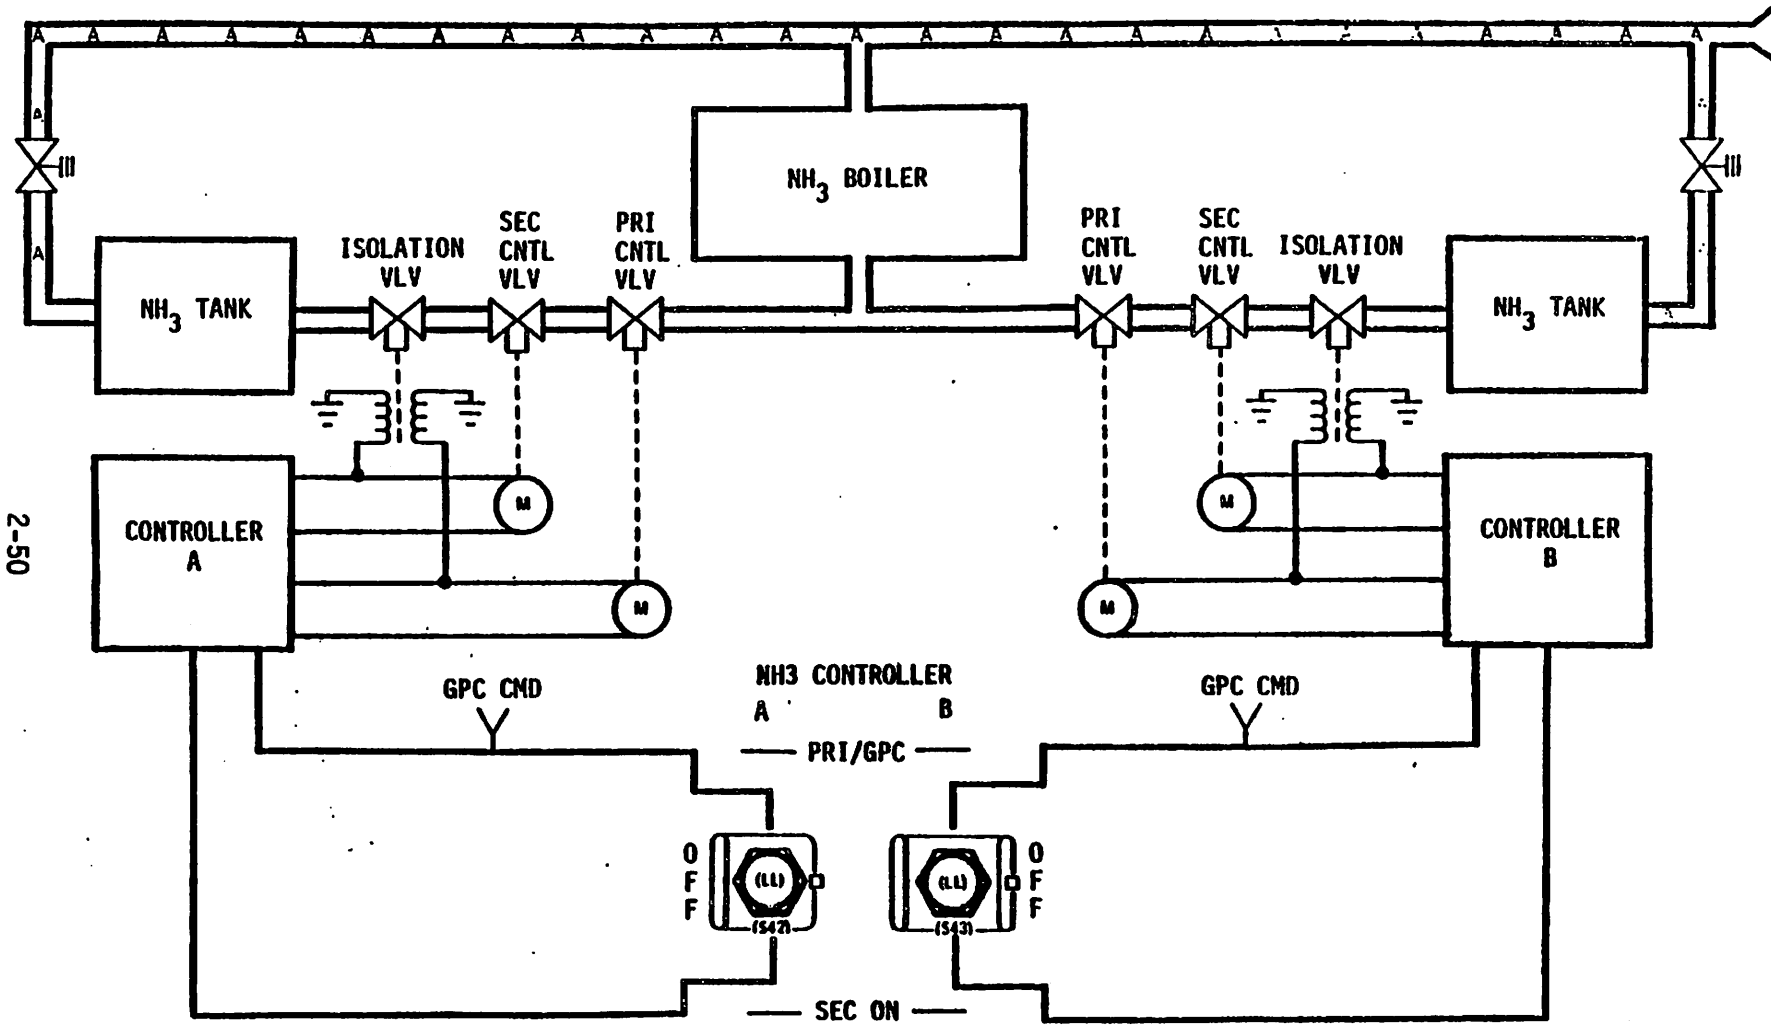 A A A A A A A A A A A A A A A A A A A A A A
A
A
A
NH3 BOILER
ISOLATION
VLV
SEC
CNTL
VLV
PRI
CNTL
VLV
PRI
CNTL
VLV
SEC
CNTL
VLV
ISOLATION
VLV
NH3 TANK
NH3 TANK
CONTROLLER
A
M
M
M
M
CONTROLLER
B
2-50
GPC CMD
NH3 CONTROLLER
A B
GPC CMD
PRI/GPC
OFF
(LL)
(S42)
(LL)
(S43)
OFF
SEC ON